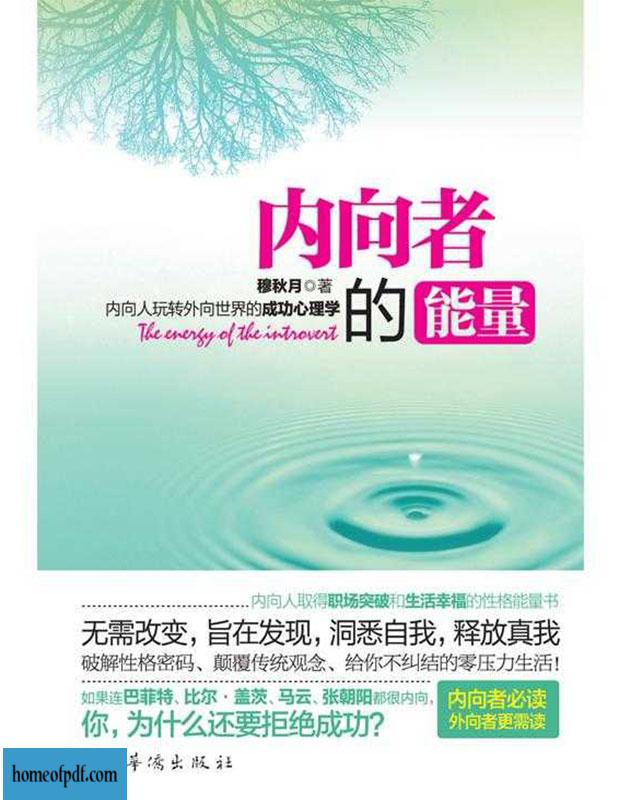 内向者
穆秋月◎著
内向人玩转外向世界的成功心理学
The energy of the introvert
的能量
内向人取得职场突破和生活幸福的性格能量书
无需改变，旨在发现，洞悉自我，释放真我
破解性格密码、颠覆传统观念、给你不纠结的零压力生活！
如果连巴菲特、比尔·盖茨、马云、张朝阳都很内向，
你，为什么还要拒绝成功？
内向者必读
外向者更需读
华侨出版社
homeofpdf.com